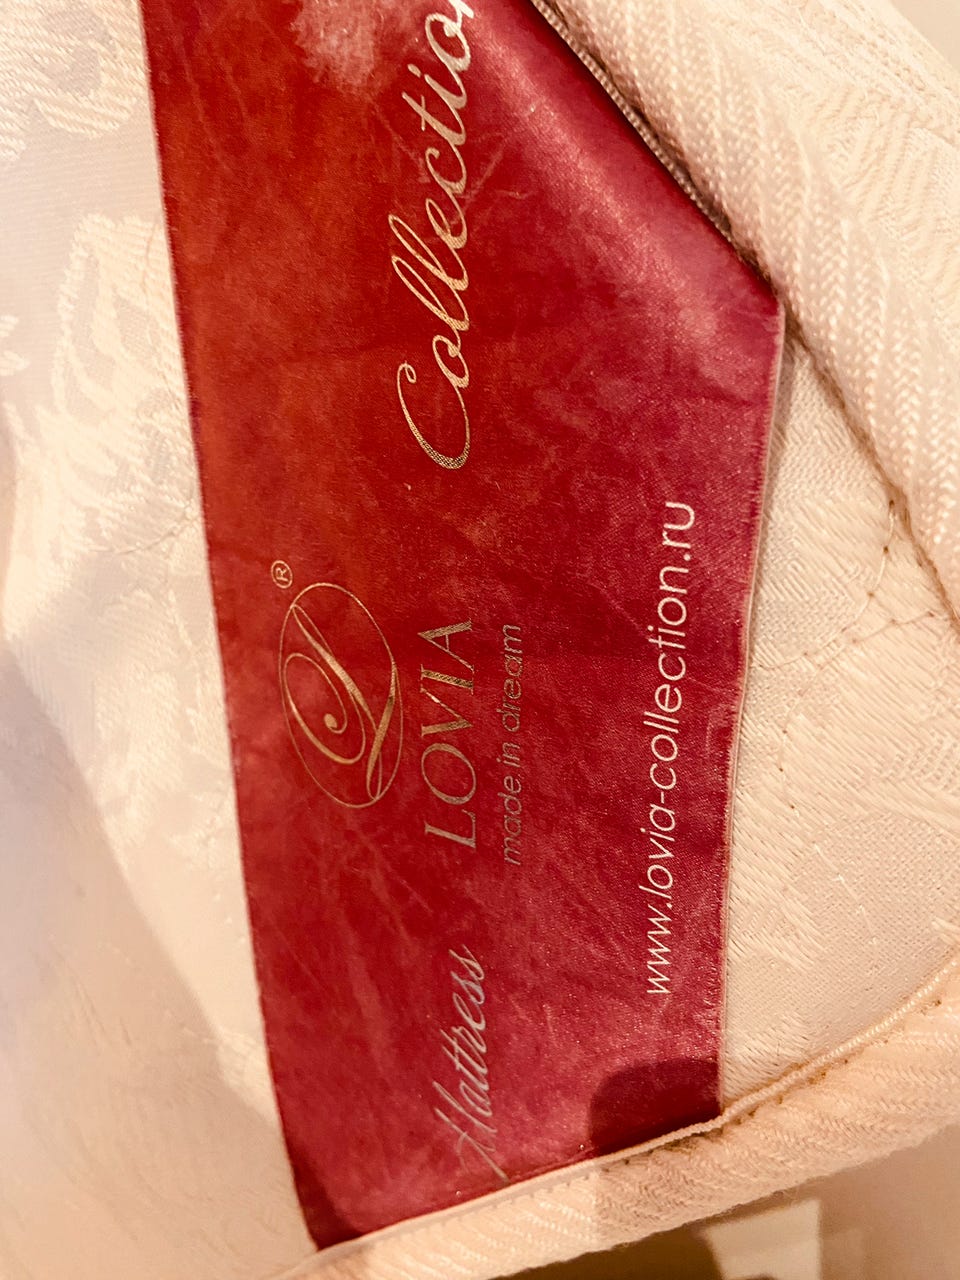 Mattress
®
L
LOVIA
made in dream
Collection
www.lovia-collection.ru